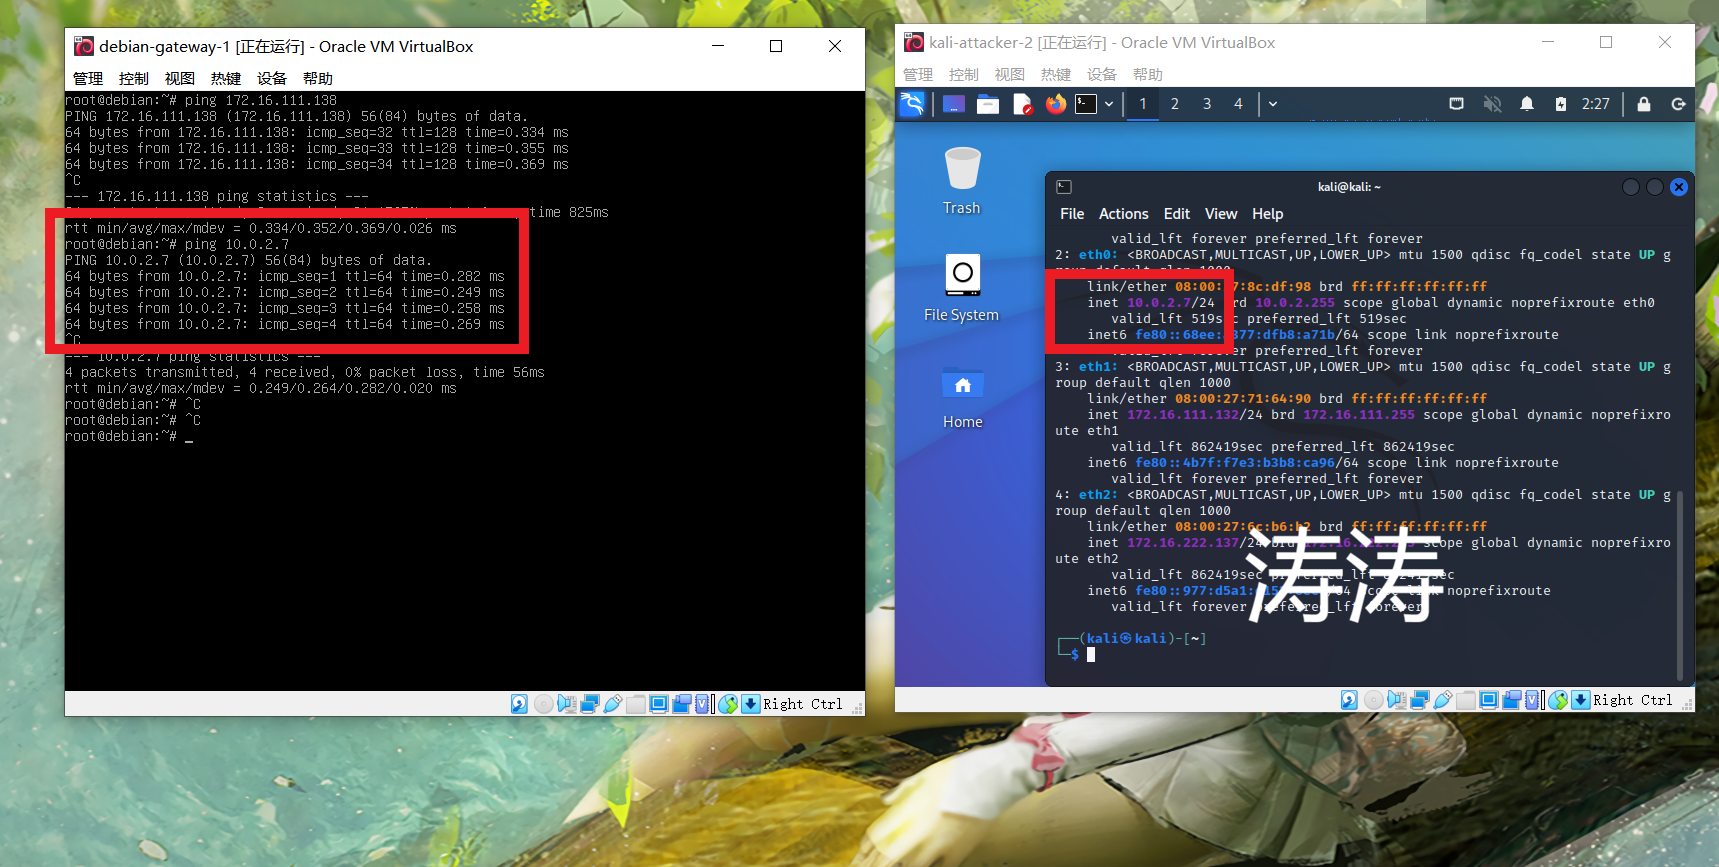 debian-gateway-1 [正在运行] - Oracle VM VirtualBox
管理 控制 视图 热键 设备 帮助
root@debian:~# ping 172.16.111.138
PING 172.16.111.138 (172.16.111.138) 56(84) bytes of data.
64 bytes from 172.16.111.138: icmp_seq=32 ttl=128 time=0.334 ms
64 bytes from 172.16.111.138: icmp_seq=33 ttl=128 time=0.355 ms
64 bytes from 172.16.111.138: icmp_seq=34 ttl=128 time=0.369 ms
^C
--- 172.16.111.138 ping statistics ---
time 825ms
rtt min/avg/max/mdev = 0.334/0.352/0.369/0.026 ms
root@debian:~# ping 10.0.2.7
PING 10.0.2.7 (10.0.2.7) 56(84) bytes of data.
64 bytes from 10.0.2.7: icmp_seq=1 ttl=64 time=0.282 ms
64 bytes from 10.0.2.7: icmp_seq=2 ttl=64 time=0.249 ms
64 bytes from 10.0.2.7: icmp_seq=3 ttl=64 time=0.258 ms
64 bytes from 10.0.2.7: icmp_seq=4 ttl=64 time=0.269 ms
^C
--- 10.0.2.7 ping statistics ---
4 packets transmitted, 4 received, 0% packet loss, time 56ms
rtt min/avg/max/mdev = 0.249/0.264/0.282/0.020 ms
root@debian:~# ^C
root@debian:~# ^C
root@debian:~# _
Right Ctrl
kali-attacker-2 [正在运行] - Oracle VM VirtualBox
管理 控制 视图 热键 设备 帮助
1 2 3 4 2:27
Trash
File System
Home
kali@kali: ~
File Actions Edit View Help
valid_lft forever preferred_lft forever
2: eth0: <BROADCAST,MULTICAST,UP,LOWER_UP> mtu 1500 qdisc fq_codel state UP g
roup default qlen 1000
link/ether 08:00: 7:8c:df:98 brd ff:ff:ff:ff:ff:ff
inet 10.0.2.7/24 brd 10.0.2.255 scope global dynamic noprefixroute eth0
valid_lft 519sec preferred_lft 519sec
inet6 fe80::68ee: 377:dfb8:a71b/64 scope link noprefixroute
valid_lft forever preferred_lft forever
3: eth1: <BROADCAST,MULTICAST,UP,LOWER_UP> mtu 1500 qdisc fq_codel state UP g
roup default qlen 1000
link/ether 08:00:27:71:64:90 brd ff:ff:ff:ff:ff:ff
inet 172.16.111.132/24 brd 172.16.111.255 scope global dynamic noprefixro
ute eth1
valid_lft 862419sec preferred_lft 862419sec
inet6 fe80::4b7f:f7e3:b3b8:ca96/64 scope link noprefixroute
valid_lft forever preferred_lft forever
4: eth2: <BROADCAST,MULTICAST,UP,LOWER_UP> mtu 1500 qdisc fq_codel state UP g
roup default qlen 1000
link/ether 08:00:27:6c:b6:b2 brd ff:ff:ff:ff:ff:ff
inet 172.16.222.137/24 brd scope global dynamic noprefixro
ute eth2
valid_lft 862419sec preferred_lft 862419sec
inet6 fe80::977:d5a1: scope link noprefixroute
valid_lft forever preferred_lft forever
涛涛
┌──(kali㉿kali)-[~]
└─$
Right Ctrl